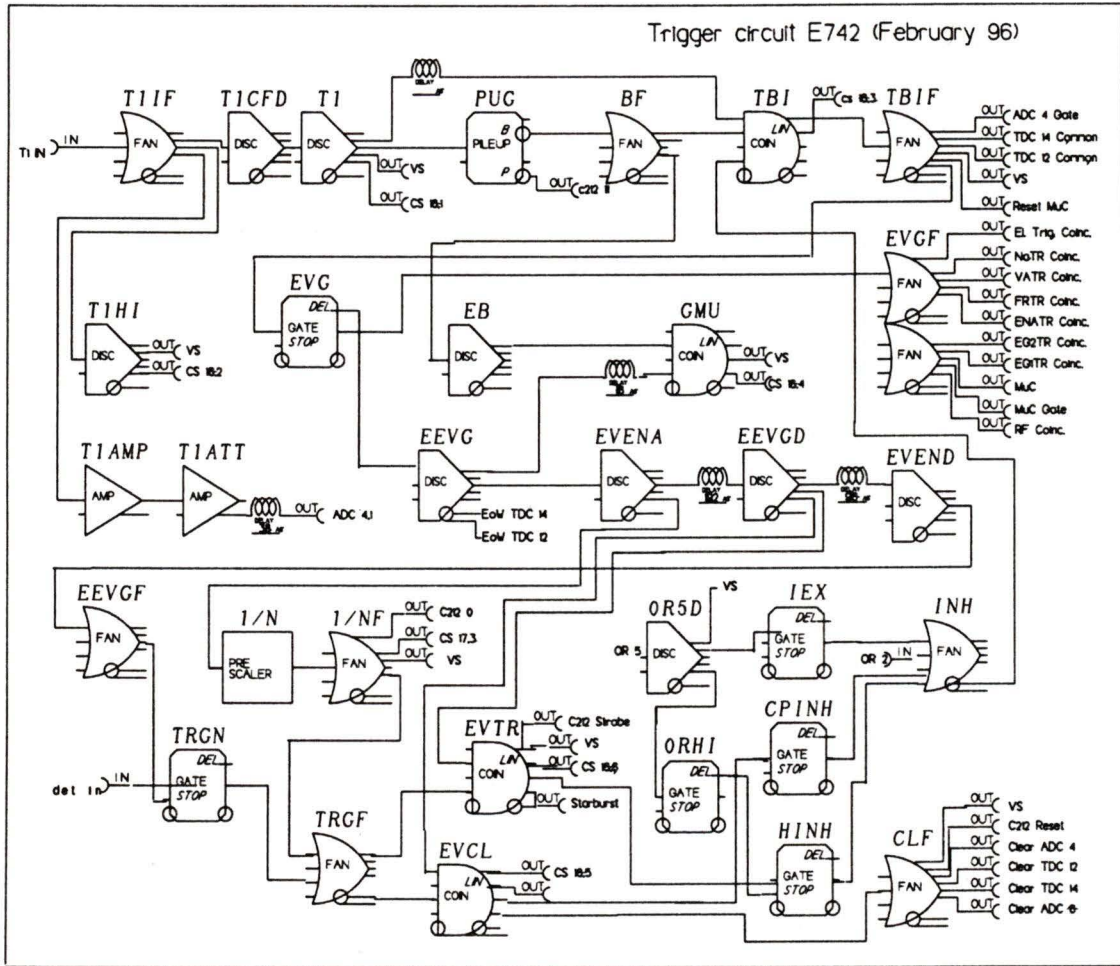 Trigger circuit E742 (February 96)
T1IF
T1CFD
T1
DELAY
PUG
BF
TBI
OUT CS 18;3
TBIF
T1 IN
IN
FAN
DISC
DISC
B
PILEUP
P
FAN
LIN
COIN
FAN
OUT VS
OUT CS 18;1
OUT
OUT ADC 4 Gate
OUT TDC 14 Common
OUT TDC 12 Common
OUT VS
OUT Reset MuC
EVGF
OUT EL Trig Coinc.
OUT NaTR Coinc.
OUT VATR Coinc.
OUT FRTR Coinc.
OUT ENATR Coinc.
OUT EG2TR Coinc.
OUT EG1TR Coinc.
OUT MuC
OUT MuC Gate
OUT RF Coinc.
FAN
FAN
T1HI
DISC
OUT VS
OUT CS 18;2
EVG
DEL
GATE
STOP
EB
DISC
GMU
LIN
COIN
OUT VS
OUT CS 18;4
DELAY
T1AMP
AMP
T1ATT
AMP
DELAY
OUT ADC 4,1
EEVG
DISC
EoW TDC 14
EoW TDC 12
EVENA
DISC
DELAY
EEVGD
DISC
DELAY
EVEND
DISC
EEVGF
FAN
1/N
PRE
SCALER
1/NF
FAN
OUT C212 0
OUT CS 17,3
OUT VS
OR5D
VS
OR 5
DISC
IEX
DEL
GATE
STOP
INH
OR 2
IN
FAN
TRGN
DEL
GATE
STOP
det in
IN
EVTR
LIN
COIN
OUT C212 Strobe
OUT VS
OUT CS 18;6
OUT Starburst
ORHI
DEL
GATE
STOP
CPINH
DEL
GATE
STOP
TRGF
FAN
EVCL
LIN
COIN
OUT CS 18;5
OUT
HINH
DEL
GATE
STOP
CLF
FAN
OUT VS
OUT C212 Reset
OUT Clear ADC 4
OUT Clear TDC 12
OUT Clear TDC 14
OUT Clear ADC